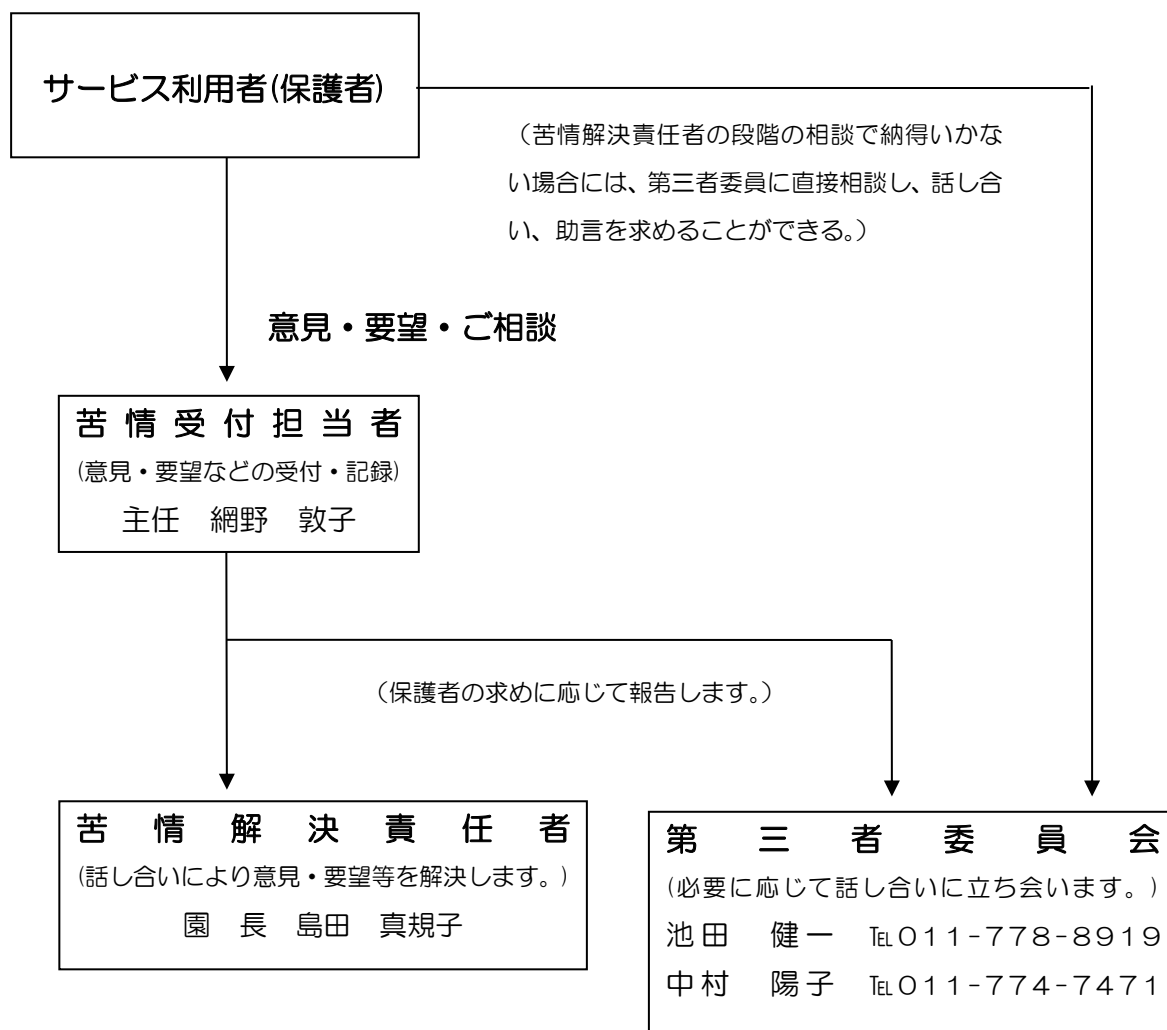 サービス利用者(保護者)
（苦情解決責任者の段階の相談で納得いかな
い場合には、第三者委員に直接相談し、話し合
い、助言を求めることができる。）
意見・要望・ご相談
苦情受付担当者
(意見・要望などの受付・記録)
主任　網野　敦子
（保護者の求めに応じて報告します。）
苦情解決責任者
(話し合いにより意見・要望等を解決します。)
園　長　島田　真規子
第三者委員会
(必要に応じて話し合いに立ち会います。)
池田　健一　℡０１１-７７８-８９１９
中村　陽子　℡０１１-７７４-７４７１